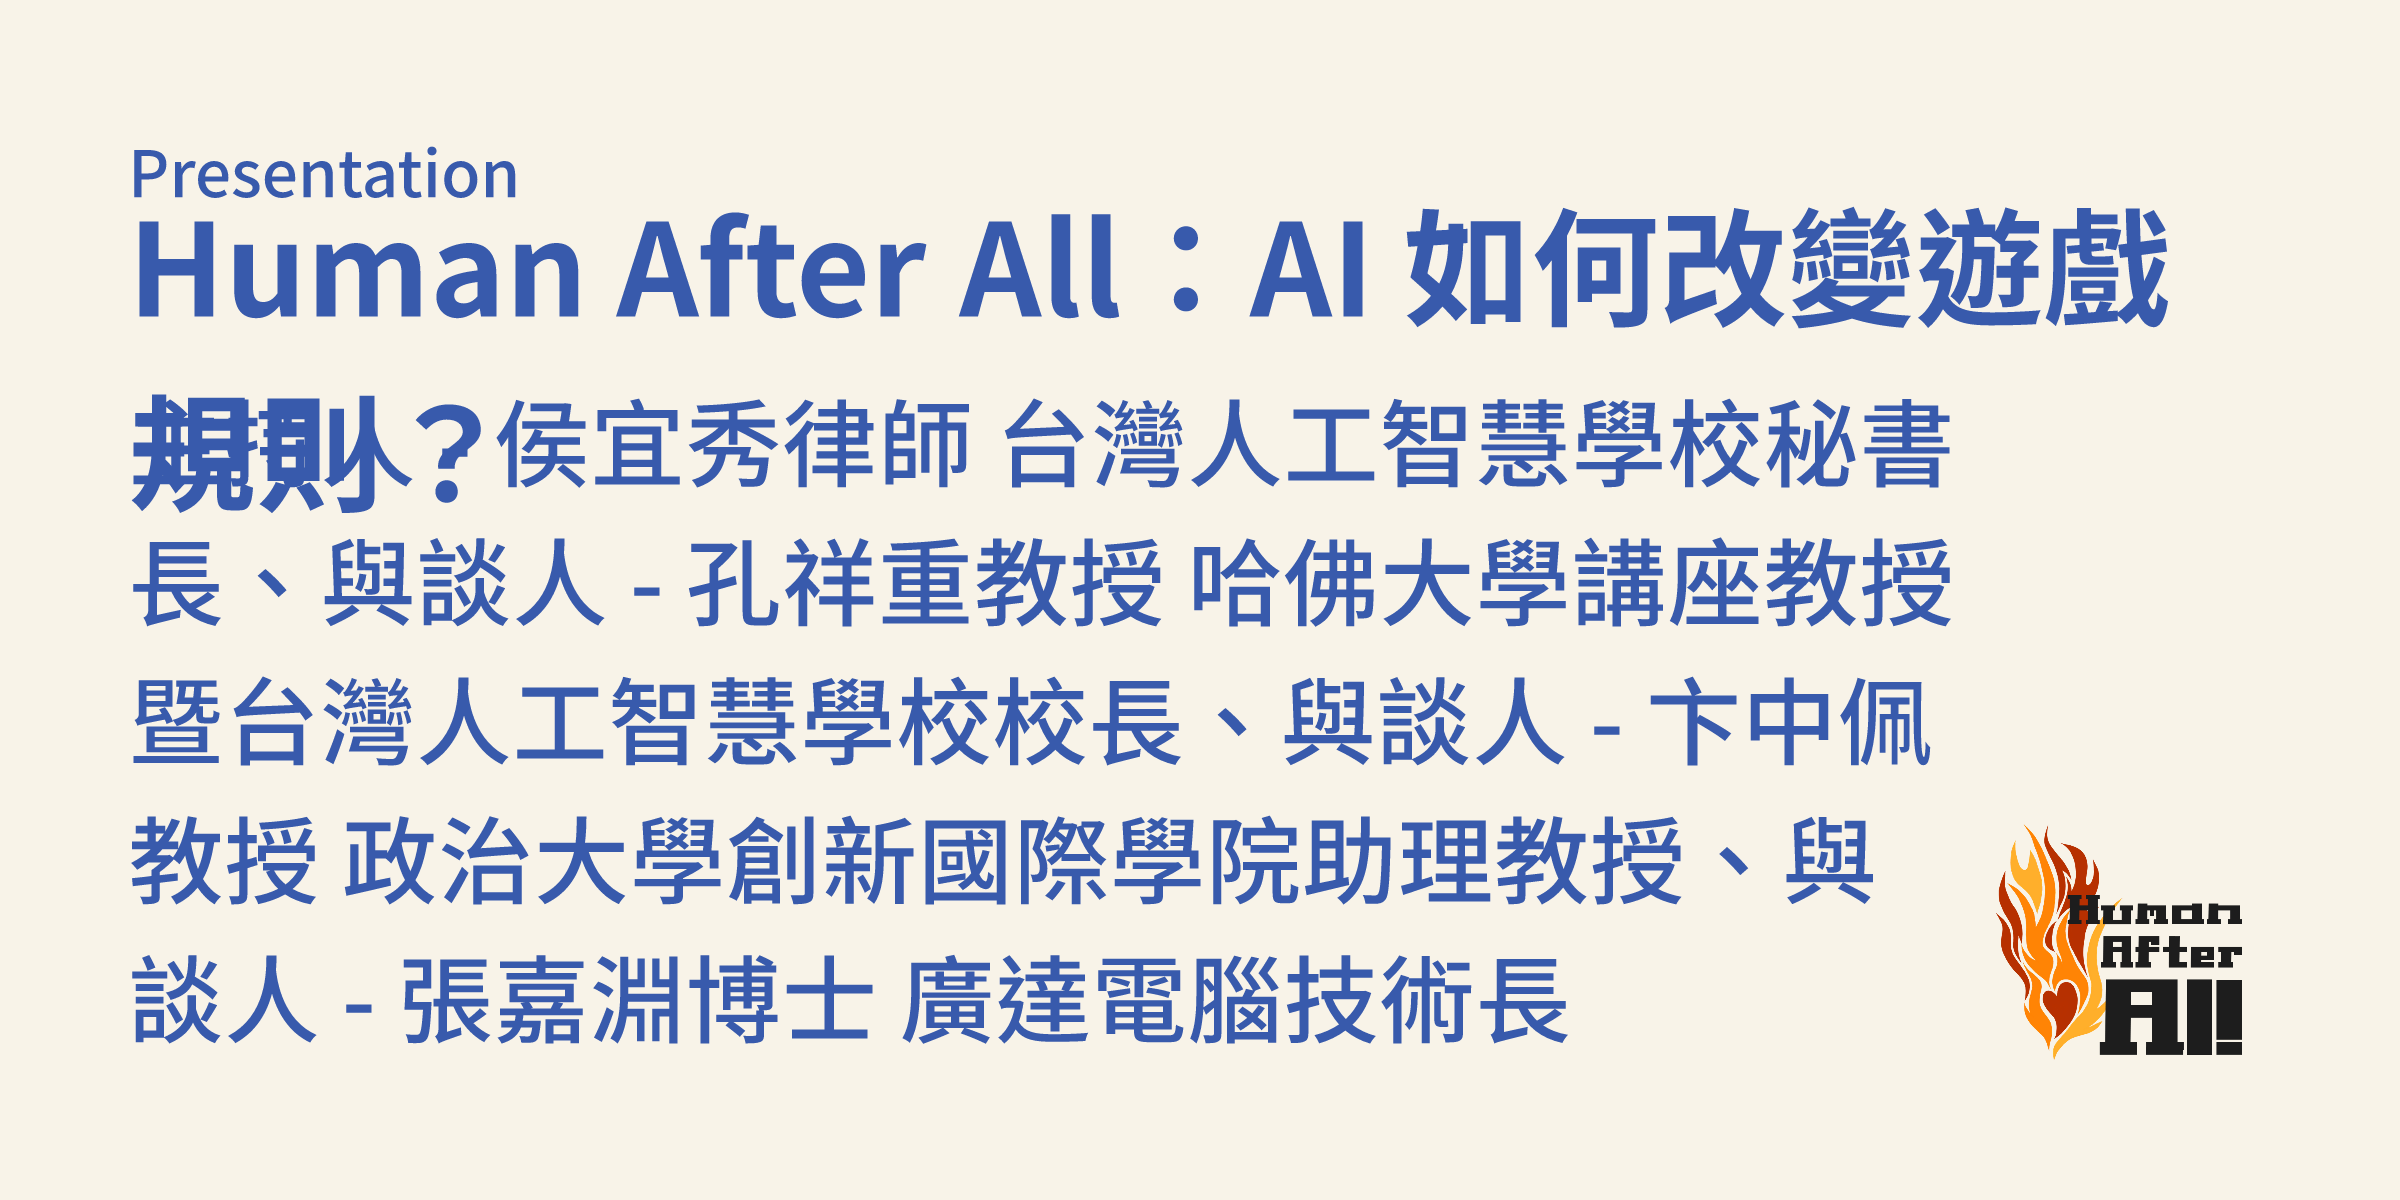 Presentation
Human After All：AI 如何改變遊戲
規則？
主持人 - 侯宜秀律師 台灣人工智慧學校秘書
長、與談人 - 孔祥重教授 哈佛大學講座教授
暨台灣人工智慧學校校長、與談人 - 卞中佩
教授 政治大學創新國際學院助理教授、與
談人 - 張嘉淵博士 廣達電腦技術長
Human
After
All